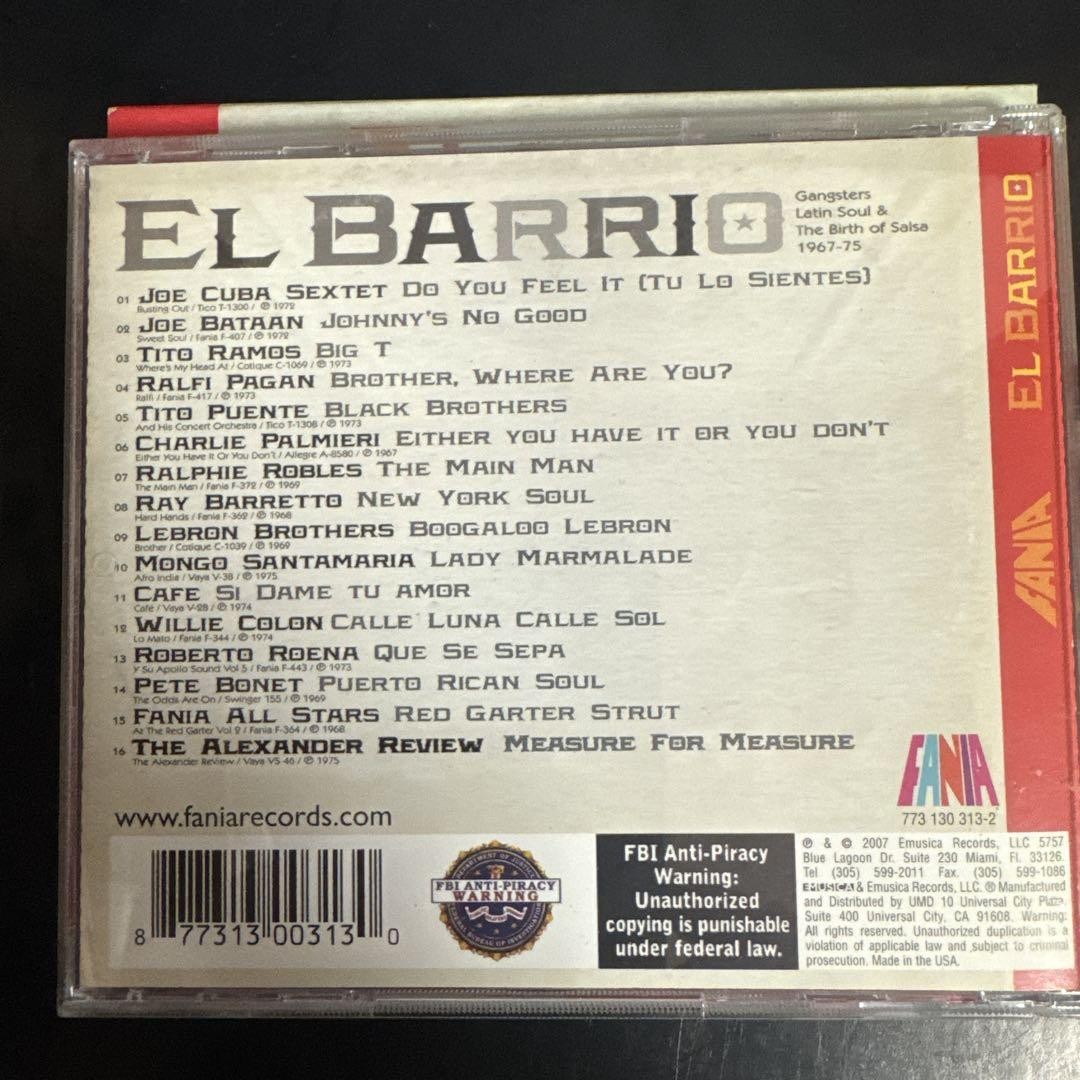 EL BARRIO
Gangsters
Latin Soul &
The Birth of Salsa
1967-75
01 JOE CUBA SEXTET DO YOU FEEL IT (TU LO SIENTES)
Busting Out / Tico T-1300 / ℗ 1972
02 JOE BATAAN JOHNNY'S NO GOOD
Sweet Soul / Fania F-407 / ℗ 1972
03 TITO RAMOS BIG T
Where's My Head At / Cotique C-1069 / ℗ 1973
04 RALFI PAGAN BROTHER, WHERE ARE YOU?
Ralfi / Fania F-417 / ℗ 1973
05 TITO PUENTE BLACK BROTHERS
And His Concert Orchestra / Tico T-1308 / ℗ 1973
06 CHARLIE PALMIERI EITHER YOU HAVE IT OR YOU DON'T
Either You Have It Or You Don't / Allegre A-8580 / ℗ 1967
07 RALPHIE ROBLES THE MAIN MAN
The Main Man / Fania F-372 / ℗ 1969
08 RAY BARRETTO NEW YORK SOUL
Hard Hands / Fania F-362 / ℗ 1968
09 LEBRON BROTHERS BOOGALOO LEBRON
Brother / Cotique C-1039 / ℗ 1969
10 MONGO SANTAMARIA LADY MARMALADE
Afro India / Vaya V-38 / ℗ 1975
11 CAFE SI DAME TU AMOR
Café / Vaya V-28 / ℗ 1974
12 WILLIE COLON CALLE LUNA CALLE SOL
Lo Mato / Fania F-344 / ℗ 1974
13 ROBERTO ROENA QUE SE SEPA
Y Su Apollo Sound Vol 5 / Fania F-443 / ℗ 1973
14 PETE BONET PUERTO RICAN SOUL
The Odds Are On / Swinger 155 / ℗ 1969
15 FANIA ALL STARS RED GARTER STRUT
At The Red Garter Vol 2 / Fania F-364 / ℗ 1968
16 THE ALEXANDER REVIEW MEASURE FOR MEASURE
The Alexander Review / Vaya VS 46 / ℗ 1975
www.faniarecords.com
FANIA
773 130 313-2
8 77313 00313 0
DEPARTMENT OF JUSTICE
FBI ANTI-PIRACY
WARNING
FEDERAL BUREAU OF INVESTIGATION
FBI Anti-Piracy
Warning:
Unauthorized
copying is punishable
under federal law.
℗ & © 2007 Emusica Records, LLC 5757
Blue Lagoon Dr. Suite 230 Miami, Fl. 33126.
Tel (305) 599-2011 Fax. (305) 599-1086
EMUSICA & Emusica Records, LLC. ® Manufactured
and Distributed by UMD 10 Universal City Plaza.
Suite 400 Universal City, CA 91608. Warning:
All rights reserved. Unauthorized duplication is a
violation of applicable law and subject to criminal
prosecution. Made in the USA.
EL BARRIO
FANIA